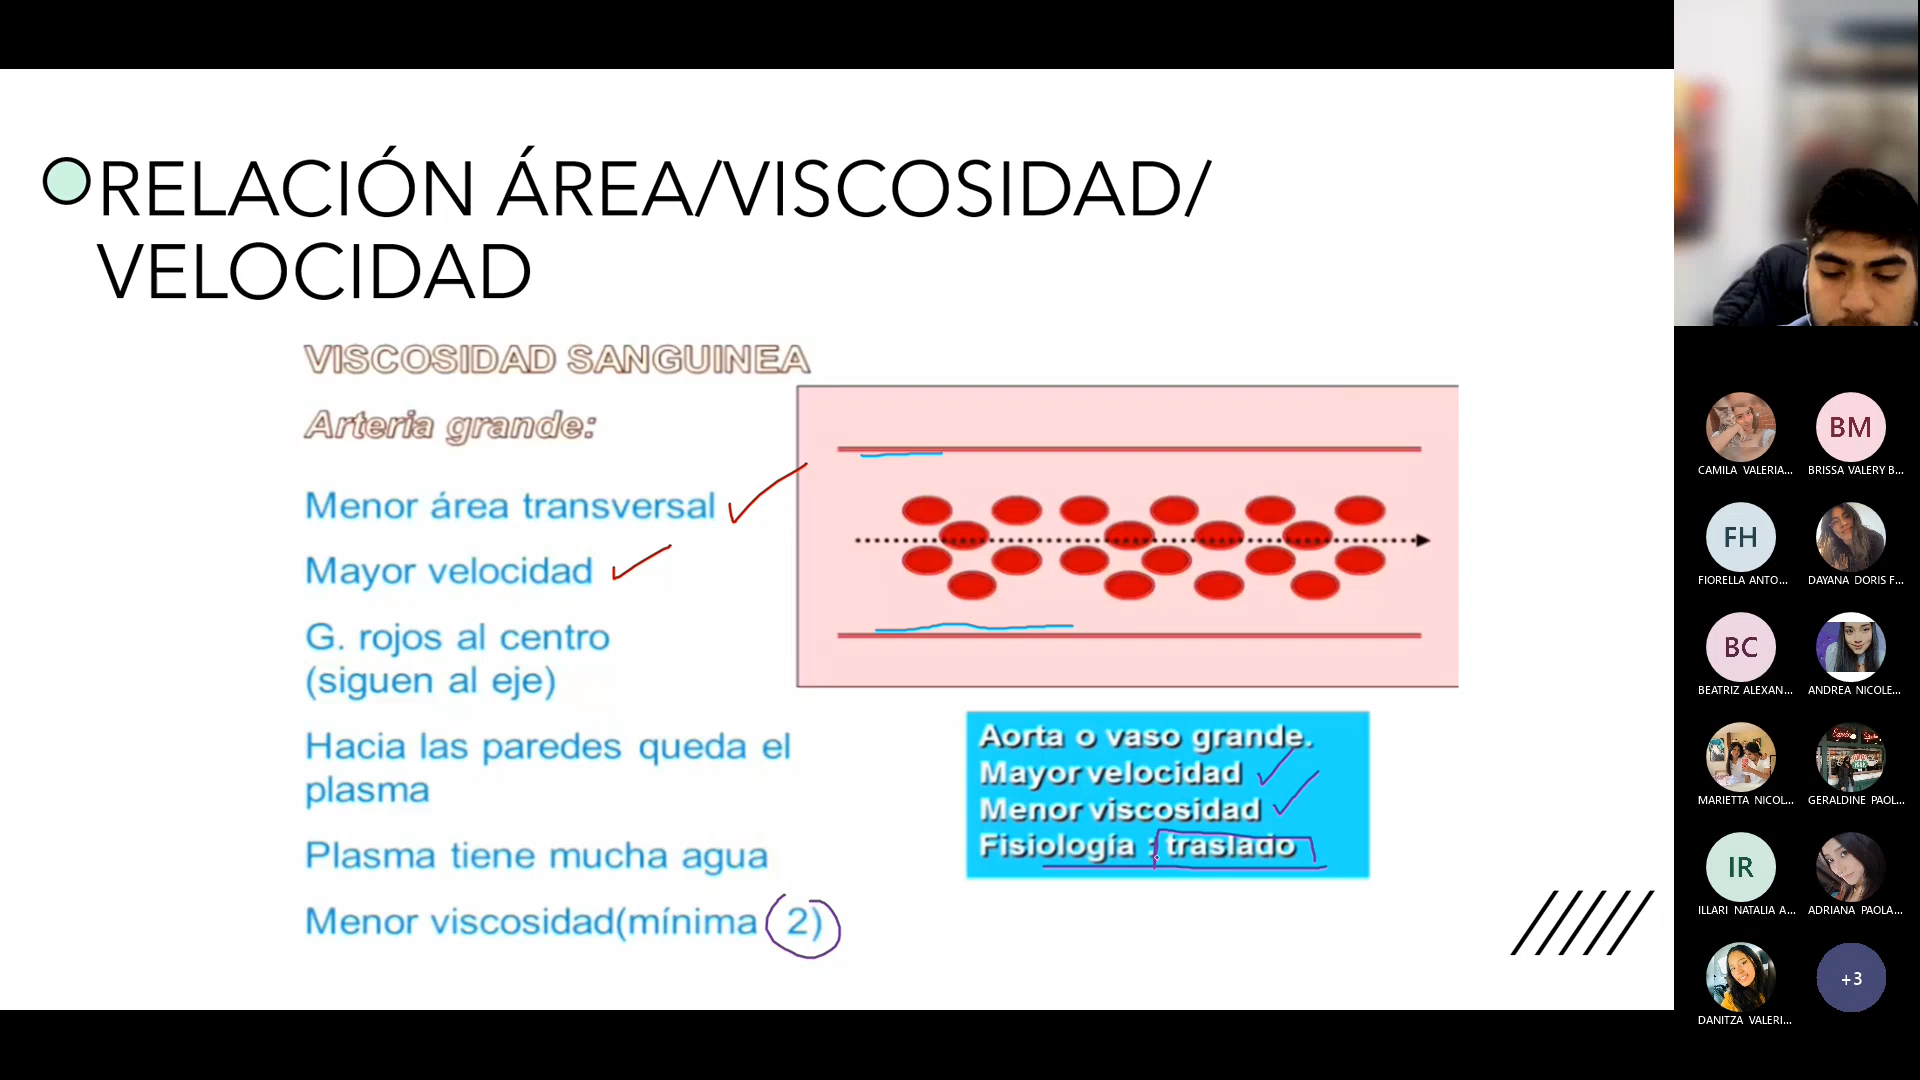 RELACIÓN ÁREA/VISCOSIDAD/
VELOCIDAD
VISCOSIDAD SANGUINEA
Arteria grande:
Menor área transversal
Mayor velocidad
G. rojos al centro
(siguen al eje)
Hacia las paredes queda el
plasma
Plasma tiene mucha agua
Menor viscosidad(mínima 2)
Aorta o vaso grande.
Mayor velocidad
Menor viscosidad
Fisiología : traslado
CAMILA VALERIA...
BM
BRISSA VALERY B...
FH
FIORELLA ANTO...
DAYANA DORIS F...
BC
BEATRIZ ALEXAN...
ANDREA NICOLE...
MARIETTA NICOL...
GERALDINE PAOL...
IR
ILLARI NATALIA A...
ADRIANA PAOLA...
DANITZA VALERI...
+3